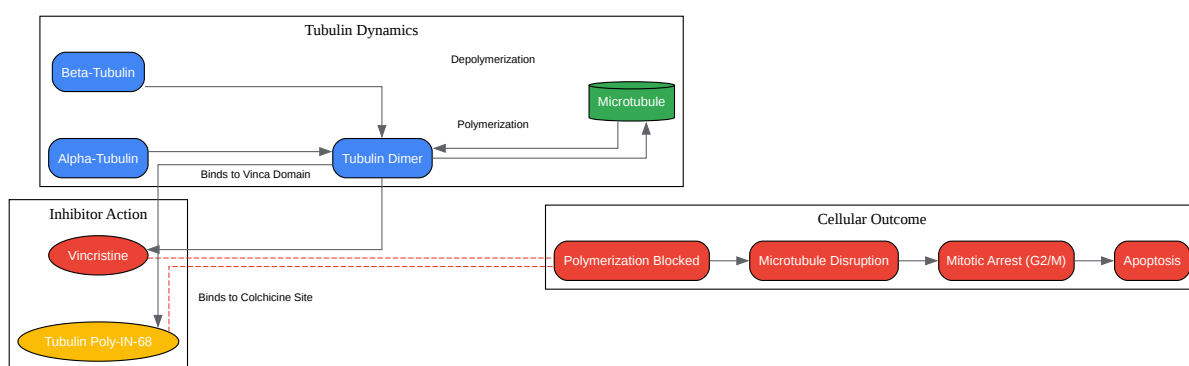 Tubulin Dynamics
Beta-Tubulin
Depolymerization
Microtubule
Polymerization
Alpha-Tubulin
Tubulin Dimer
Binds to Vinca Domain
Inhibitor Action
Vincristine
Binds to Colchicine Site
Tubulin Poly-IN-68
Cellular Outcome
Polymerization Blocked
Microtubule Disruption
Mitotic Arrest (G2/M)
Apoptosis